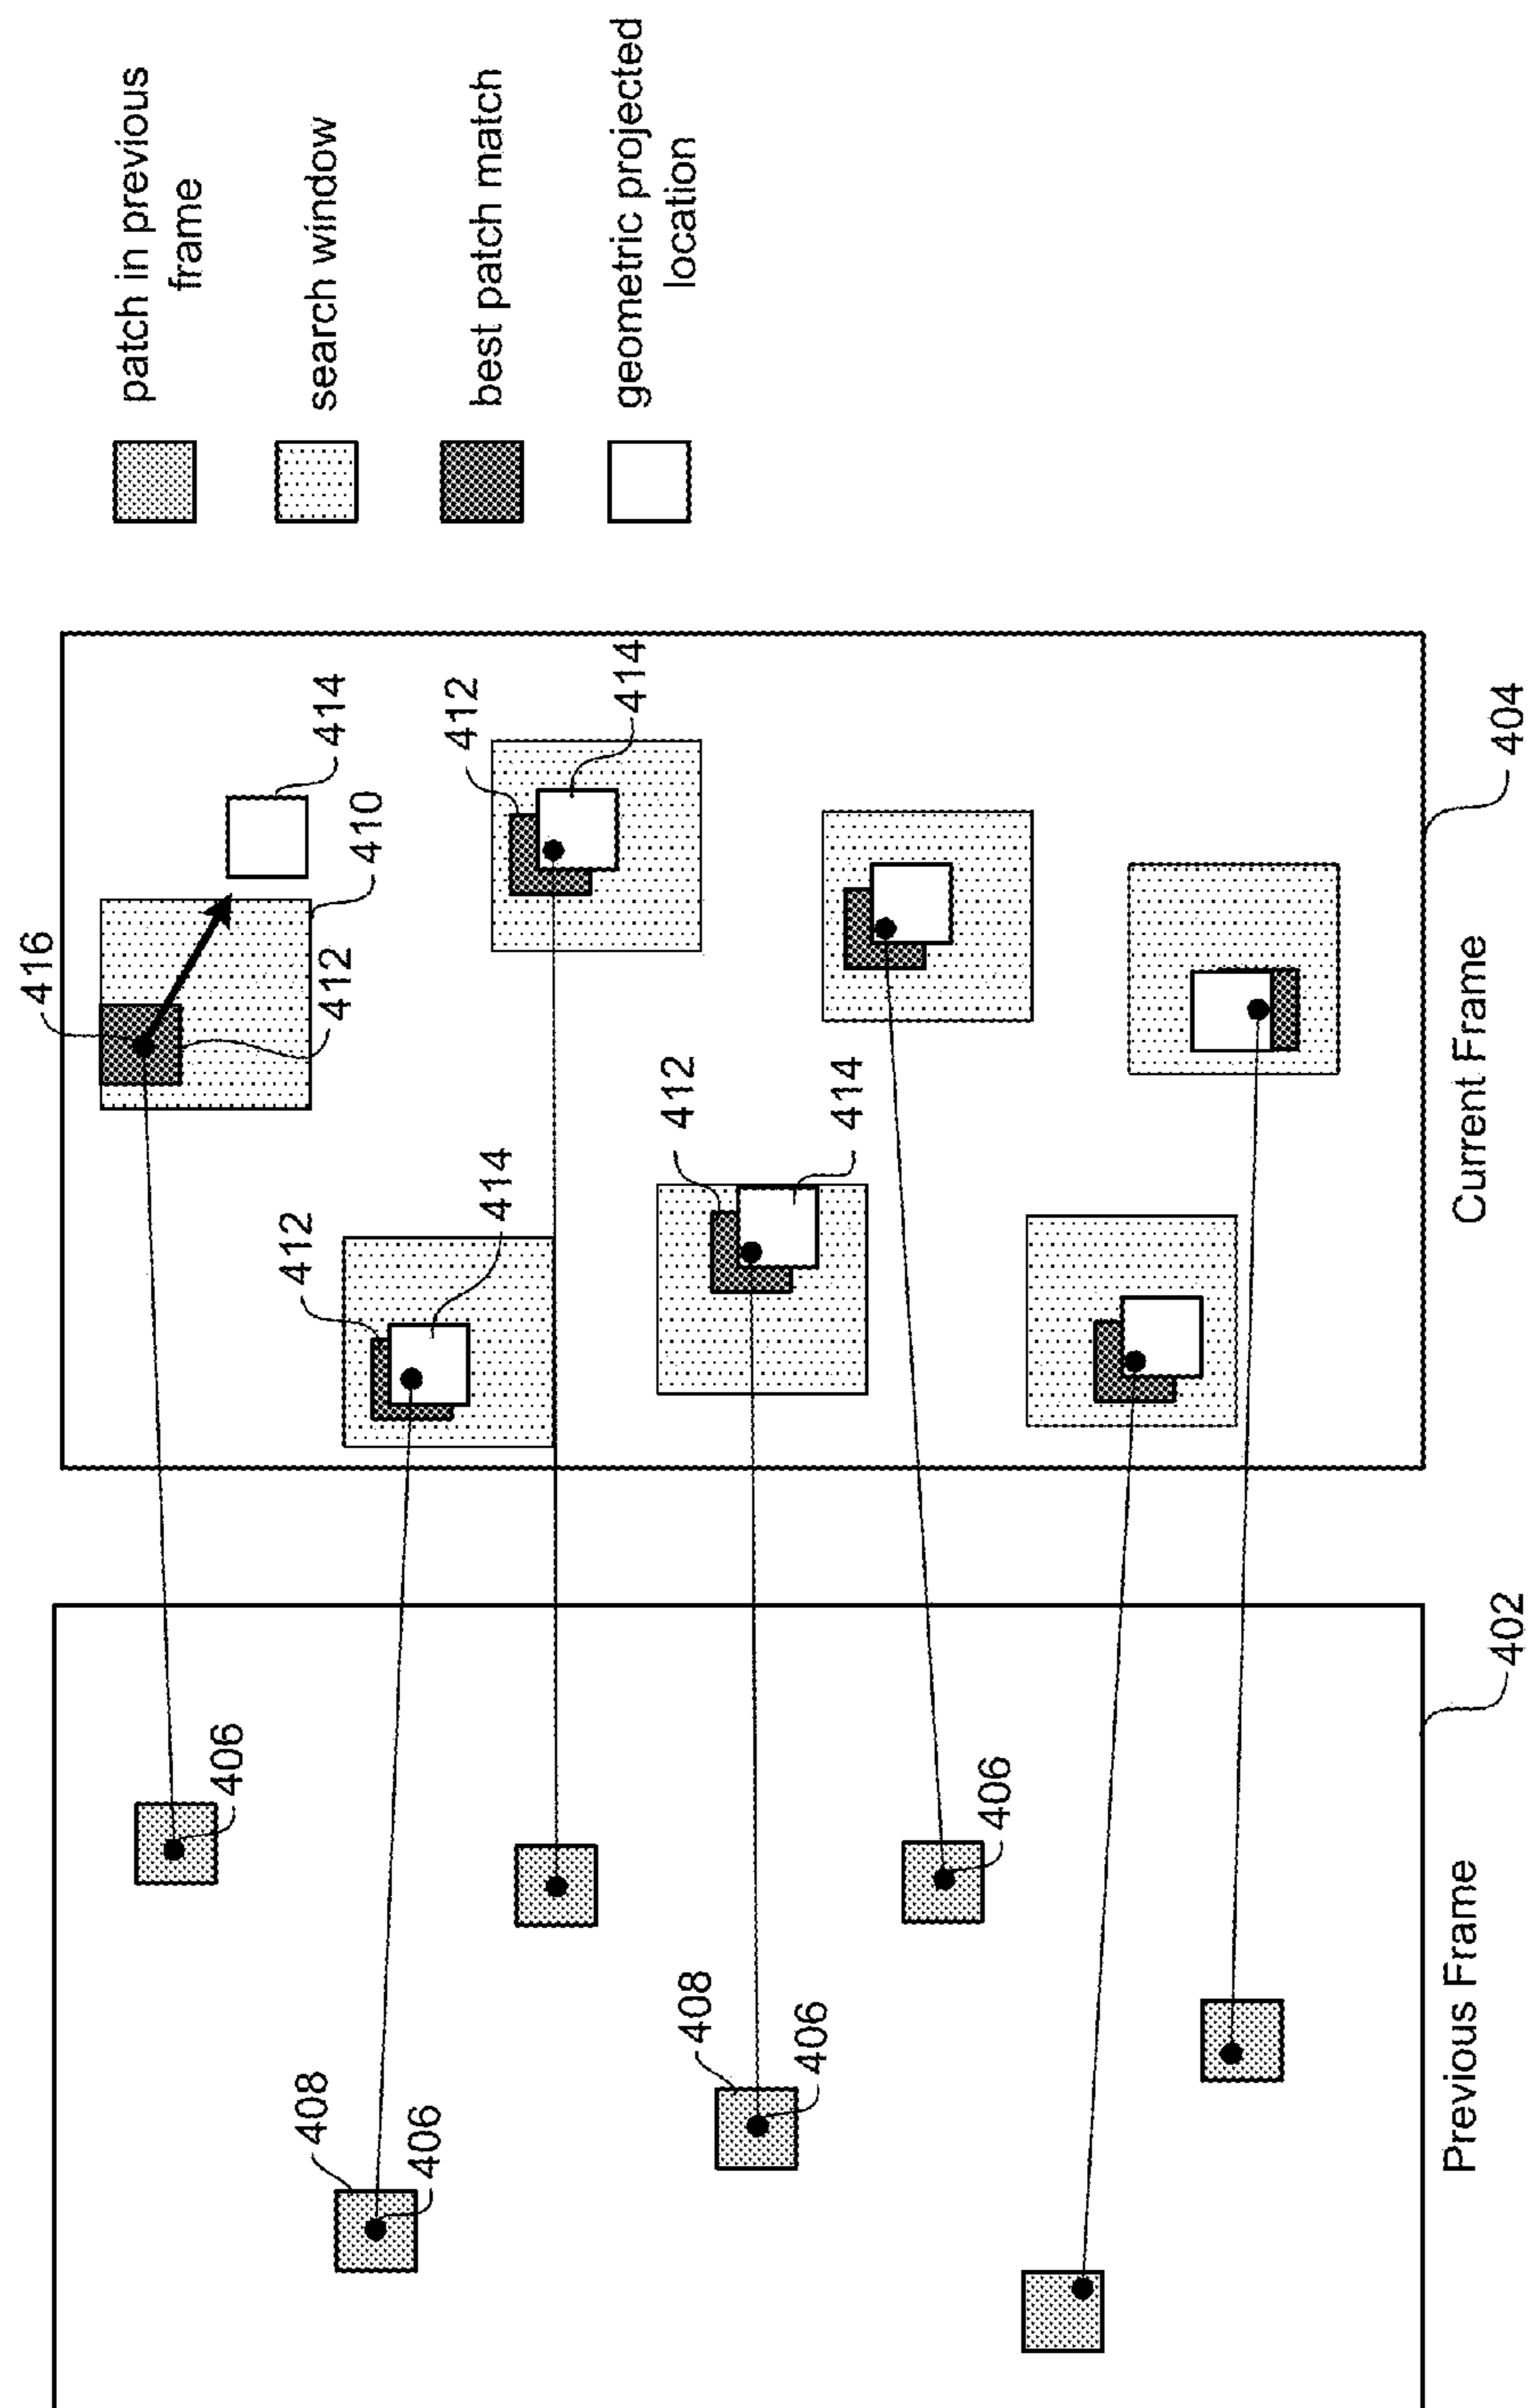 406
408
406
408
406
406
Previous Frame
402
416
412
410
414
412
414
412
414
412
414
Current Frame
404
patch in previous
frame
search window
best patch match
geometric projected
location